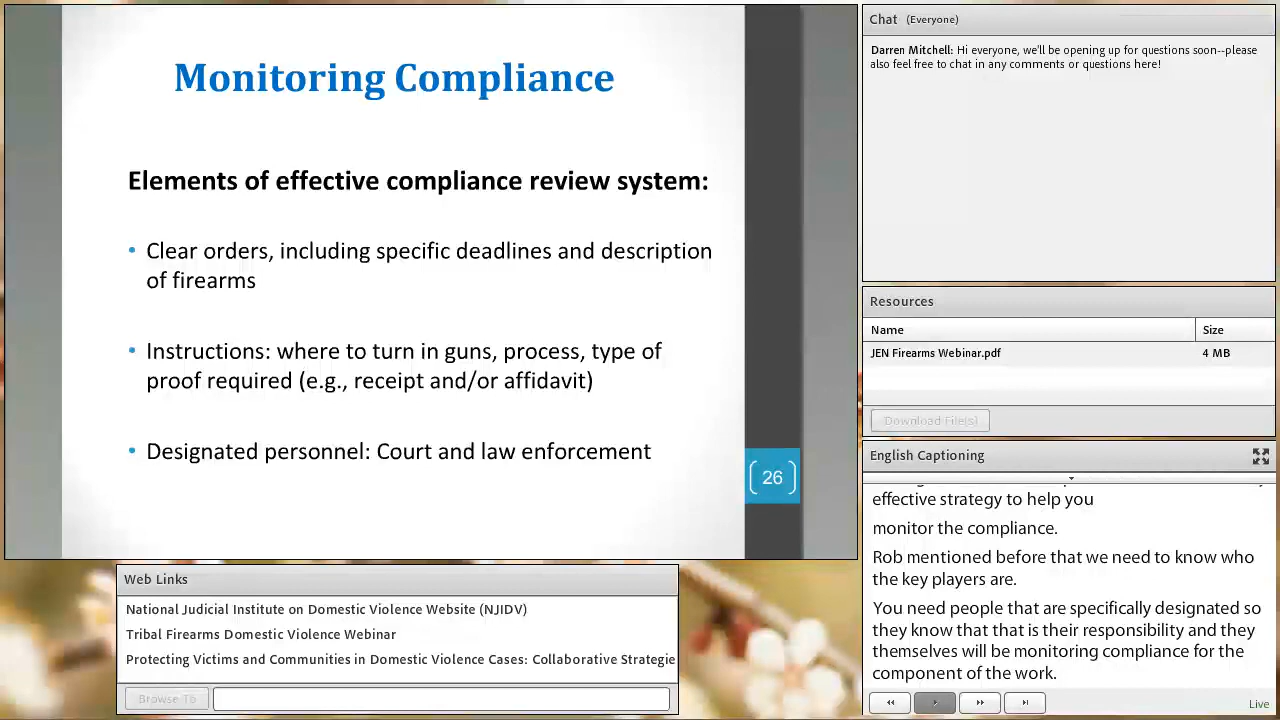 Monitoring Compliance
Elements of effective compliance review system:
• Clear orders, including specific deadlines and description
of firearms
• Instructions: where to turn in guns, process, type of
proof required (e.g., receipt and/or affidavit)
• Designated personnel: Court and law enforcement
26
Chat (Everyone)
Darren Mitchell: Hi everyone, we'll be opening up for questions soon--please
also feel free to chat in any comments or questions here!
Resources
Name Size
JEN Firearms Webinar.pdf 4 MB
Download File(s)
English Captioning
effective strategy to help you
monitor the compliance.
Rob mentioned before that we need to know who
the key players are.
You need people that are specifically designated so
they know that that is their responsibility and they
themselves will be monitoring compliance for the
component of the work.
Live
Web Links
National Judicial Institute on Domestic Violence Website (NJIDV)
Tribal Firearms Domestic Violence Webinar
Protecting Victims and Communities in Domestic Violence Cases: Collaborative Strategie
Browse To